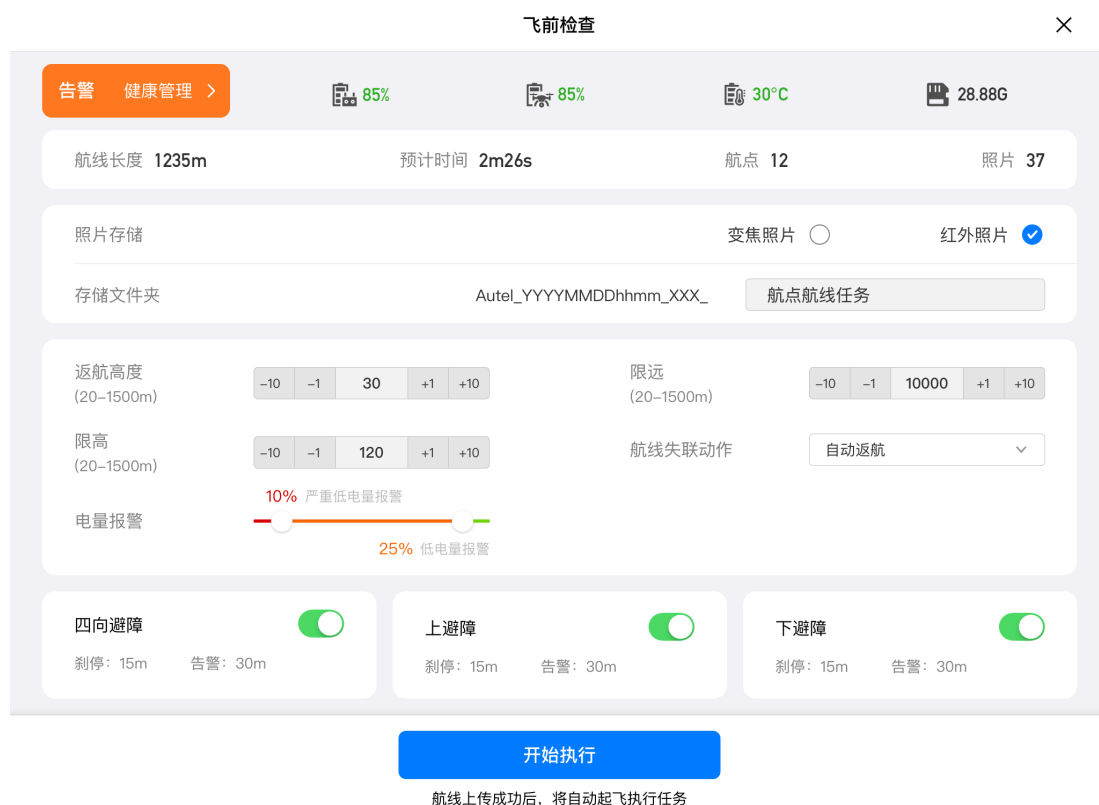 飞前检查
告警 健康管理
85% 85% 30°C 28.88G
航线长度 1235m 预计时间 2m26s 航点 12 照片 37
照片存储 变焦照片 红外照片
存储文件夹 Autel_YYYYMMDDhhmm_XXX_ 航点航线任务
返航高度
(20–1500m)
–10 –1 30 +1 +10
限远
(20–1500m)
–10 –1 10000 +1 +10
限高
(20–1500m)
–10 –1 120 +1 +10
航线失联动作 自动返航
10% 严重低电量报警
电量报警
25% 低电量报警
四向避障
刹停：15m 告警：30m
上避障
刹停：15m 告警：30m
下避障
刹停：15m 告警：30m
开始执行
航线上传成功后，将自动起飞执行任务